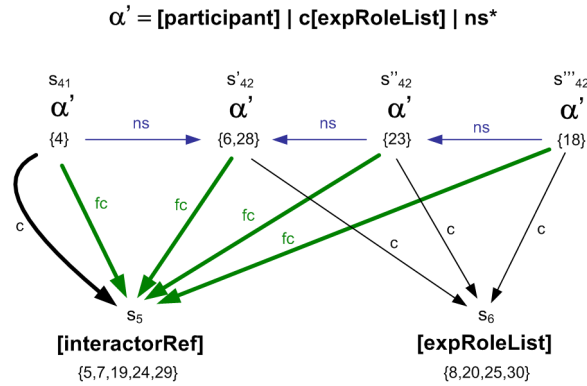 α' = [participant] | c[expRoleList] | ns*
s41 s'42 s''42 s'''42
α' α' α' α'
{4} ns {6,28} ns {23} ns {18}
fc fc fc fc
c c c c
s5 s6
[interactorRef] [expRoleList]
{5,7,19,24,29} {8,20,25,30}